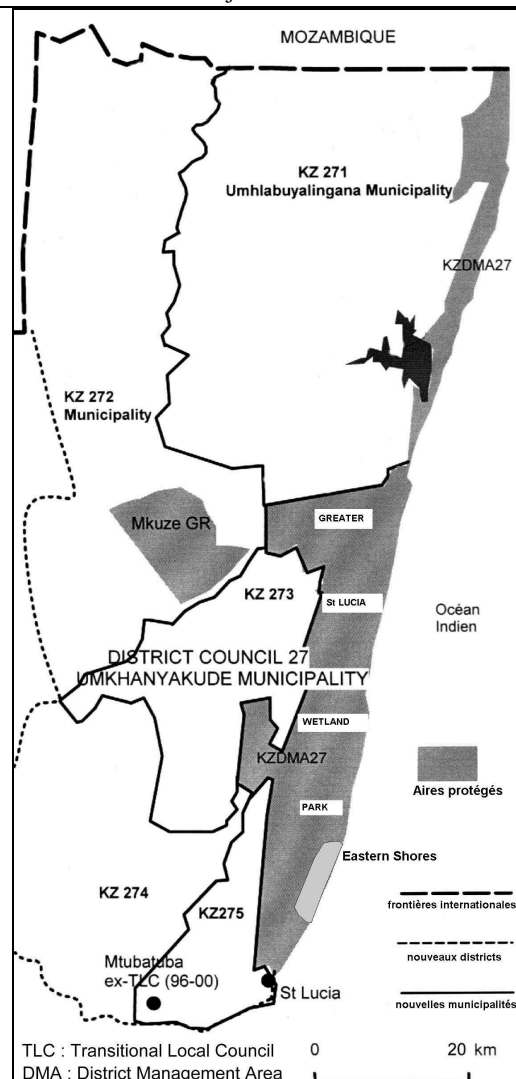 MOZAMBIQUE
KZ 271
Umhlabuyalingana Municipality
KZDMA27
KZ 272
Municipality
Mkuze GR
GREATER
KZ 273
St LUCIA
Océan
Indien
DISTRICT COUNCIL 27
UMKHANYAKUDE MUNICIPALITY
WETLAND
KZDMA27
Aires protégés
PARK
Eastern Shores
KZ 274
KZ275
frontières internationales
nouveaux districts
Mtubatuba
ex-TLC (96-00)
St Lucia
nouvelles municipalités
TLC : Transitional Local Council
0 20 km
DMA : District Management Area